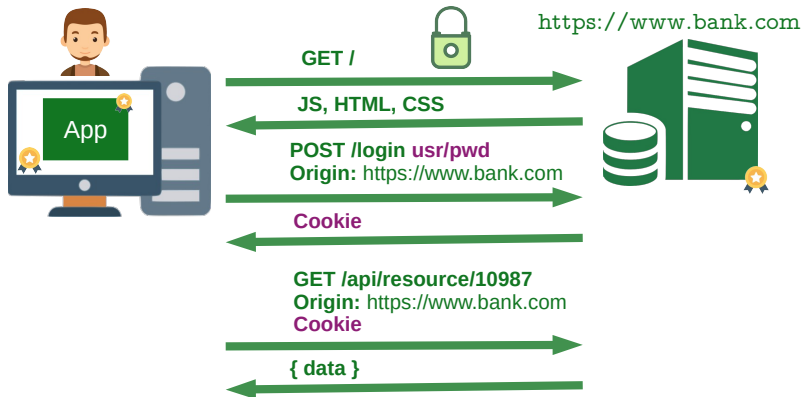 https://www.bank.com
GET /
JS, HTML, CSS
App
POST /login usr/pwd
Origin: https://www.bank.com
Cookie
GET /api/resource/10987
Origin: https://www.bank.com
Cookie
{ data }